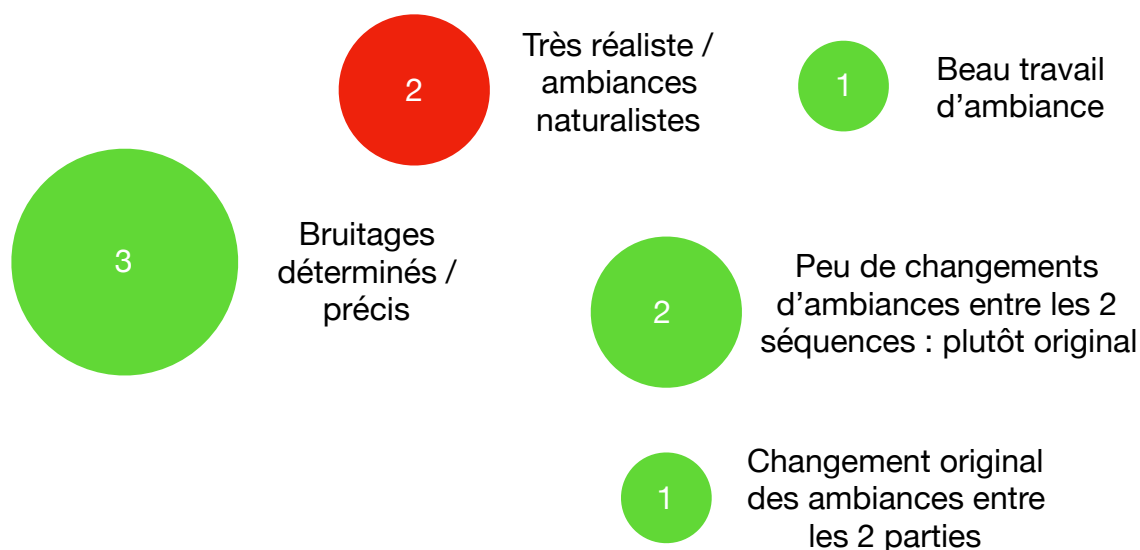 2
Très réaliste /
ambiances
naturalistes
1
Beau travail
d’ambiance
3
Bruitages
déterminés /
précis
2
Peu de changements
d’ambiances entre les 2
séquences : plutôt original
1
Changement original
des ambiances entre
les 2 parties